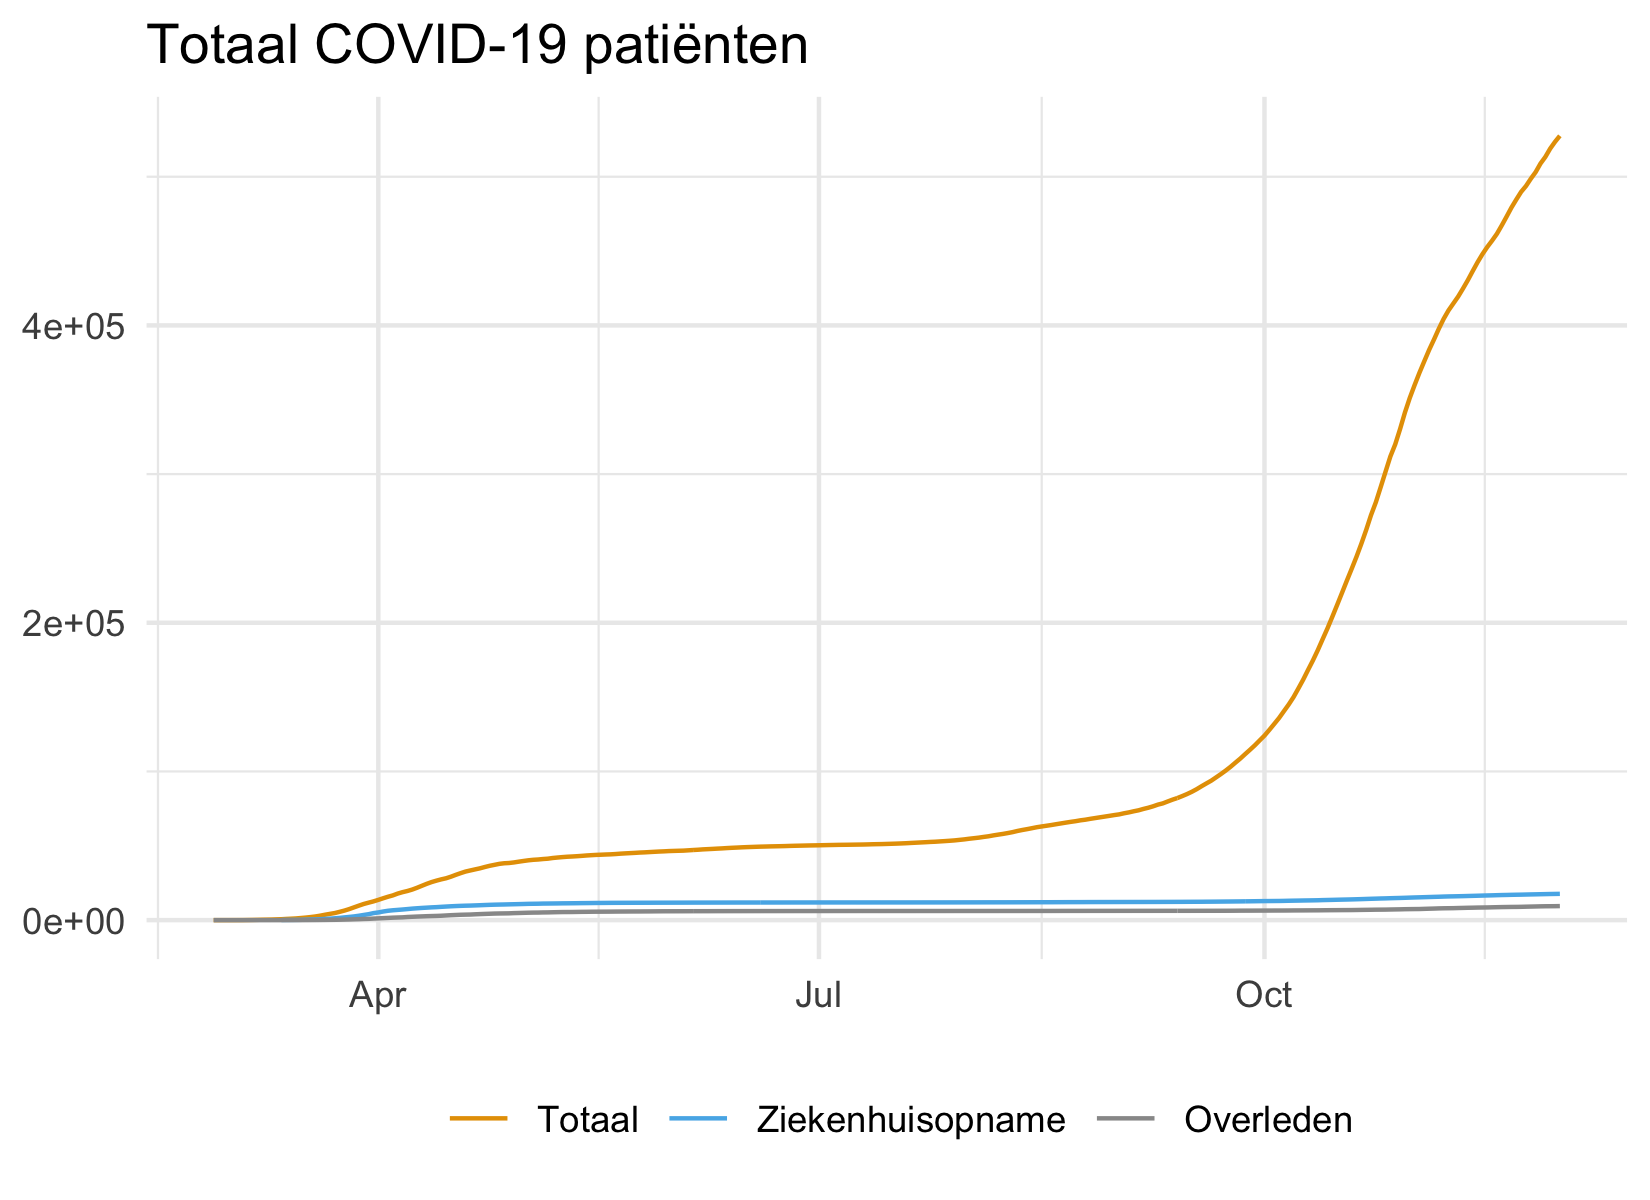 Totaal COVID-19 patiënten
4e+05
2e+05
0e+00
Apr Jul Oct
Totaal Ziekenhuisopname Overleden